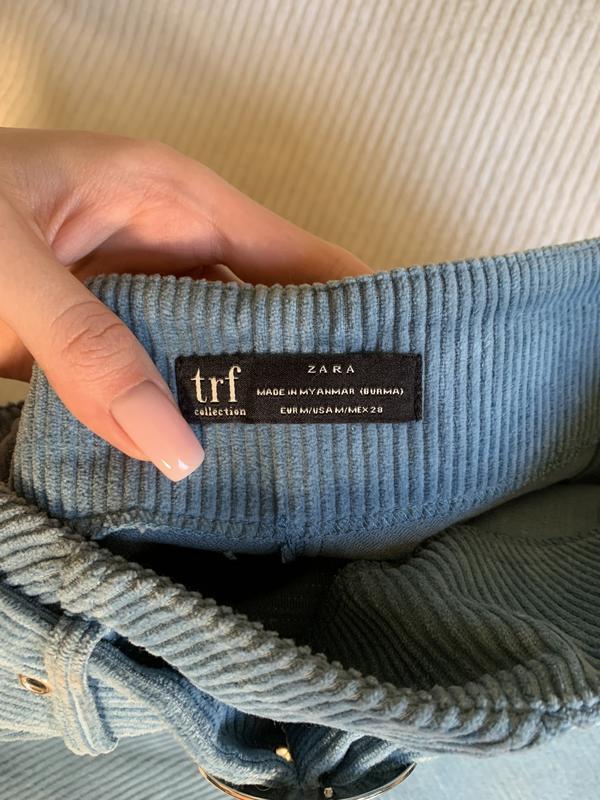 trf
collection
ZARA
MADE IN MYANMAR (BURMA)
EUR M/USA M/MEX 28